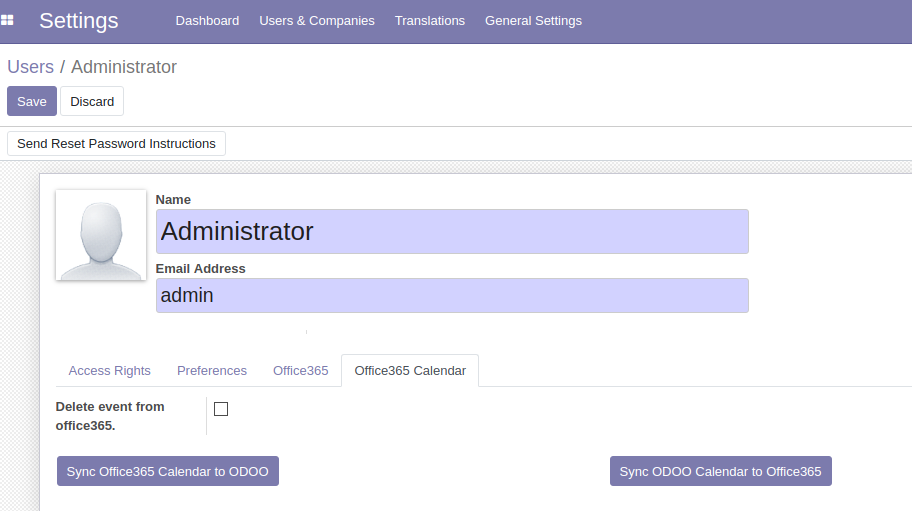 Settings Dashboard Users & Companies Translations General Settings
Users / Administrator
Save Discard
Send Reset Password Instructions
Name
Administrator
Email Address
admin
Access Rights Preferences Office365 Office365 Calendar
Delete event from
office365.
Sync Office365 Calendar to ODOO Sync ODOO Calendar to Office365